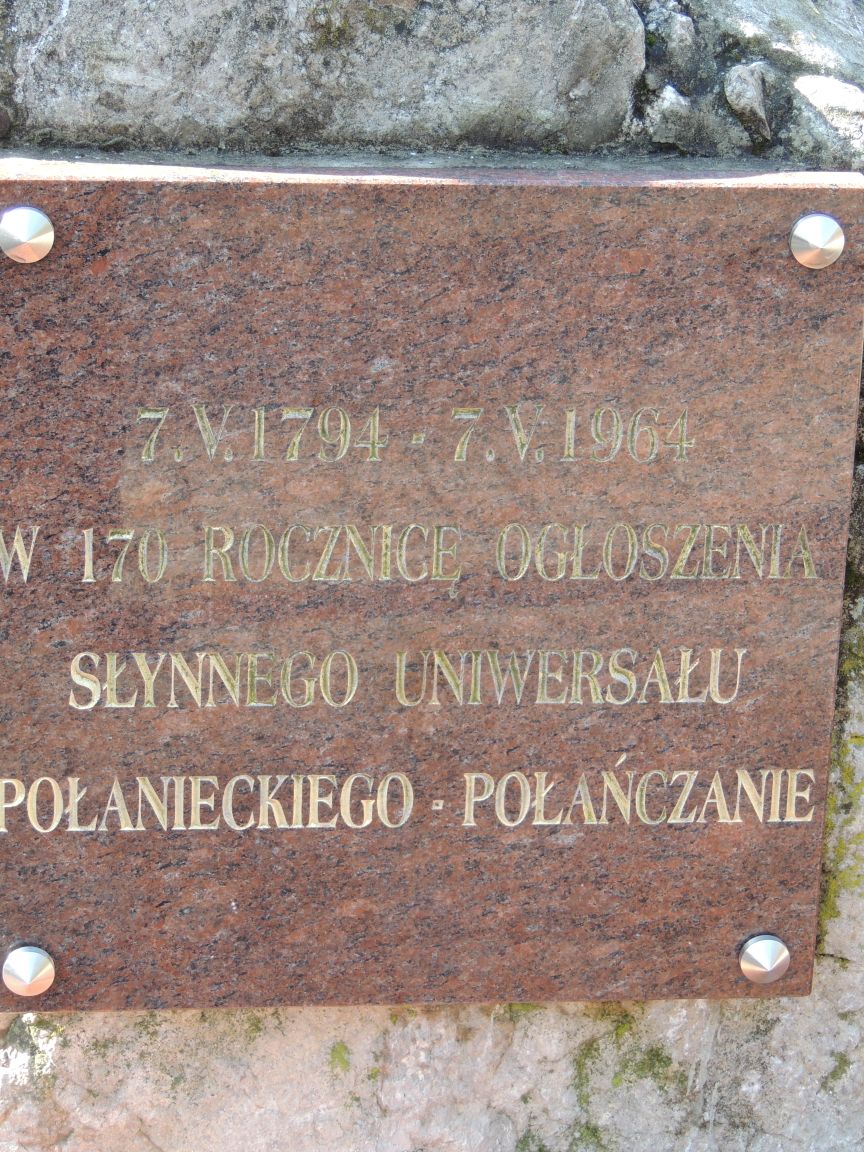 7.V.1794 - 7.V.1964
W 170 ROCZNICĘ OGŁOSZENIA
SŁYNNEGO UNIWERSAŁU
POŁANIECKIEGO - POŁAŃCZANIE